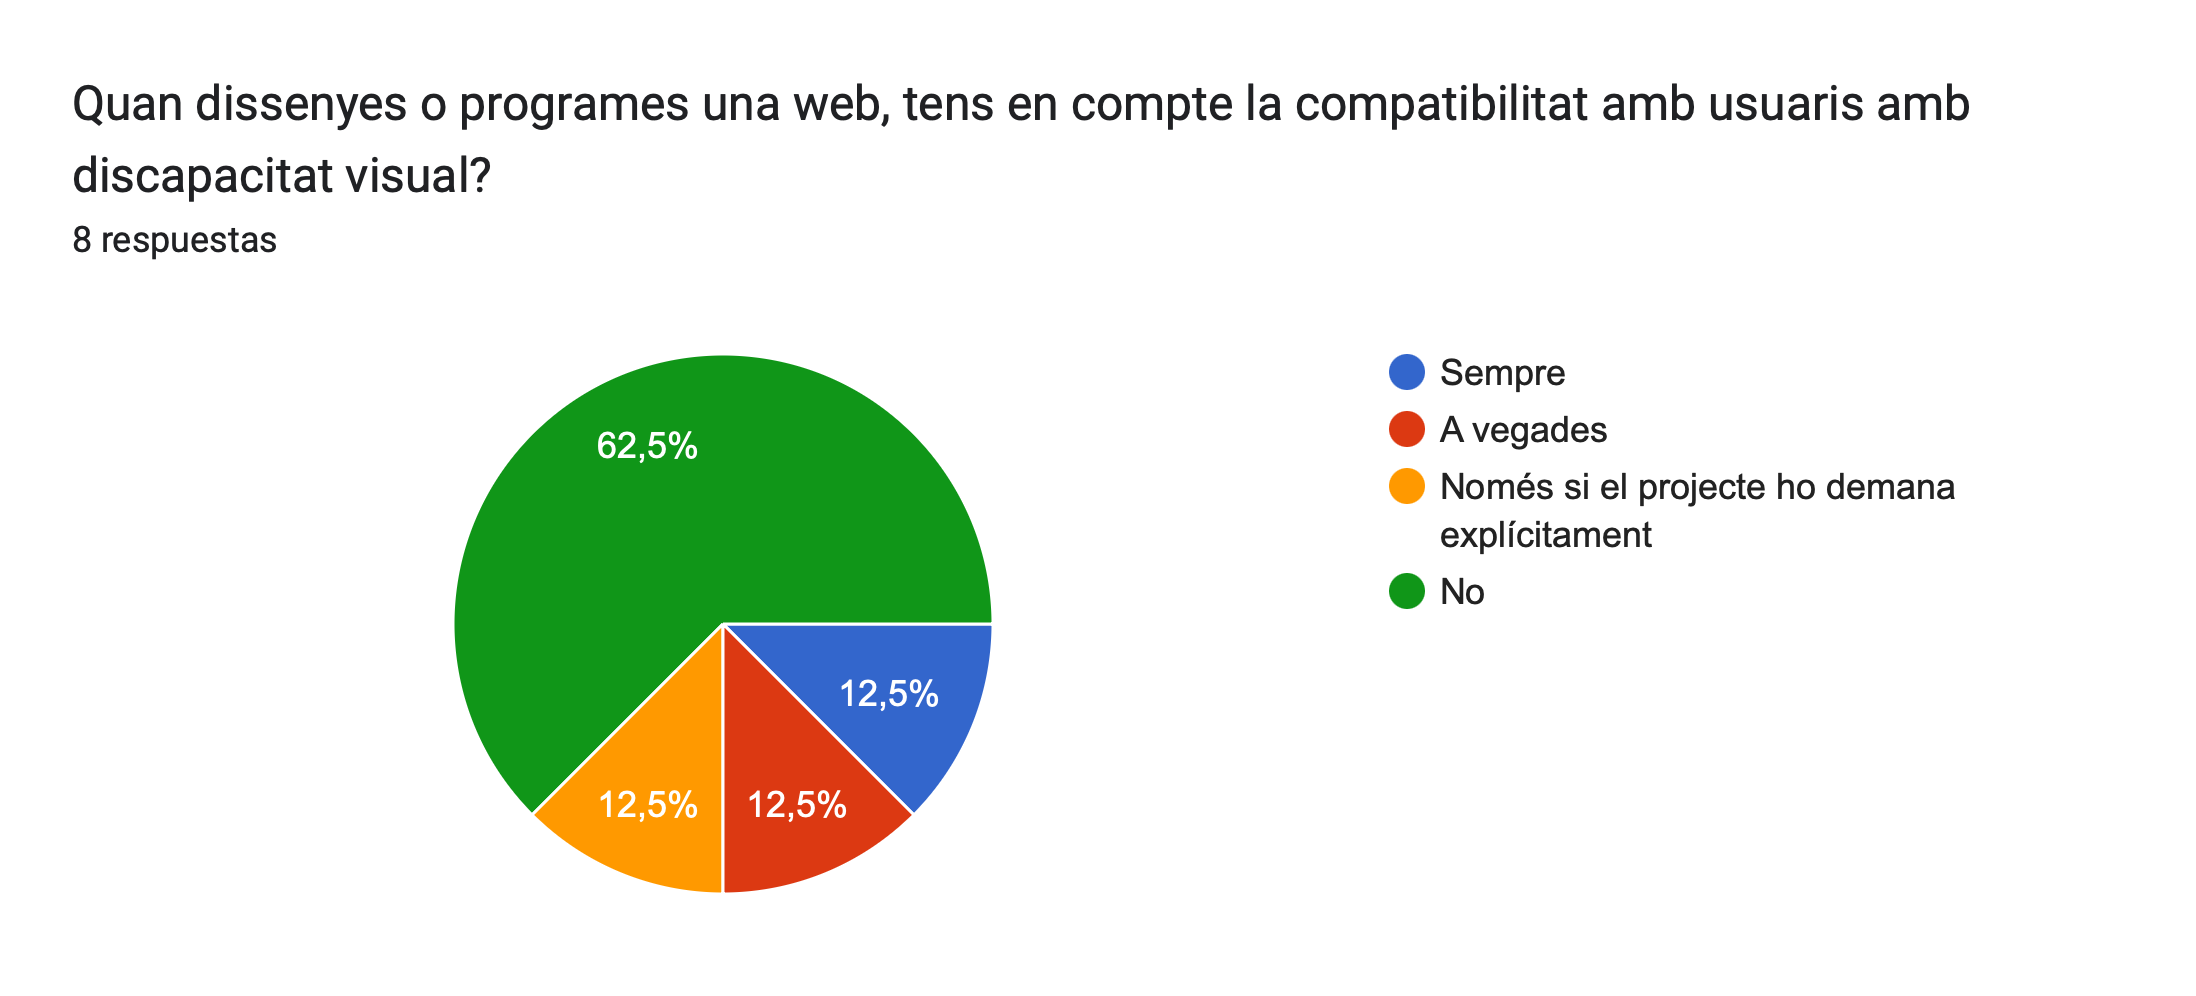 Quan dissenyes o programes una web, tens en compte la compatibilitat amb usuaris amb
discapacitat visual?
8 respuestas
62,5%
12,5%
12,5%
12,5%
Sempre
A vegades
Només si el projecte ho demana
explícitament
No